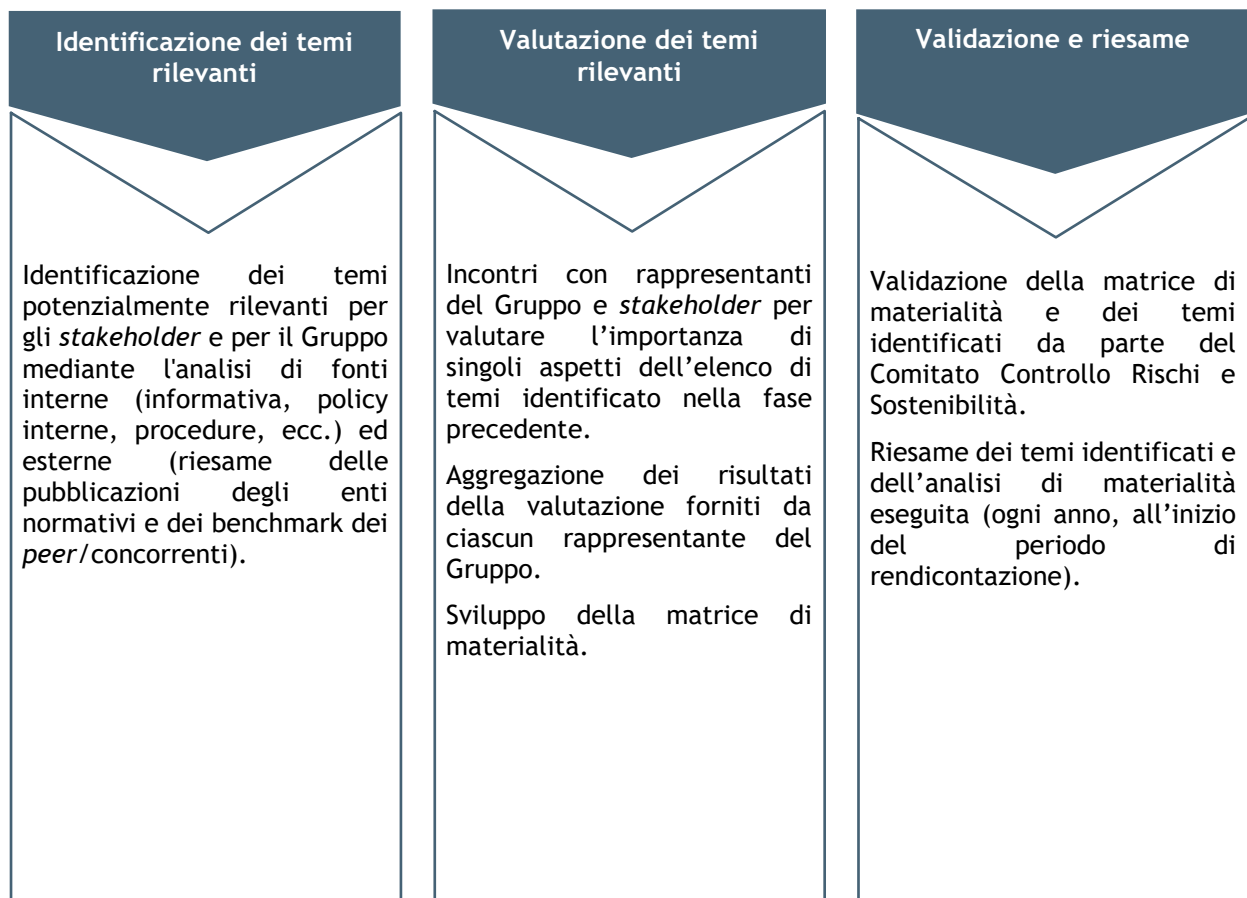 Identificazione dei temi
rilevanti
Identificazione dei temi
potenzialmente rilevanti per
gli stakeholder e per il Gruppo
mediante l'analisi di fonti
interne (informativa, policy
interne, procedure, ecc.) ed
esterne (riesame delle
pubblicazioni degli enti
normativi e dei benchmark dei
peer/concorrenti).
Valutazione dei temi
rilevanti
Incontri con rappresentanti
del Gruppo e stakeholder per
valutare l’importanza di
singoli aspetti dell’elenco di
temi identificato nella fase
precedente.
Aggregazione dei risultati
della valutazione forniti da
ciascun rappresentante del
Gruppo.
Sviluppo della matrice di
materialità.
Validazione e riesame
Validazione della matrice di
materialità e dei temi
identificati da parte del
Comitato Controllo Rischi e
Sostenibilità.
Riesame dei temi identificati e
dell’analisi di materialità
eseguita (ogni anno, all’inizio
del periodo di
rendicontazione).